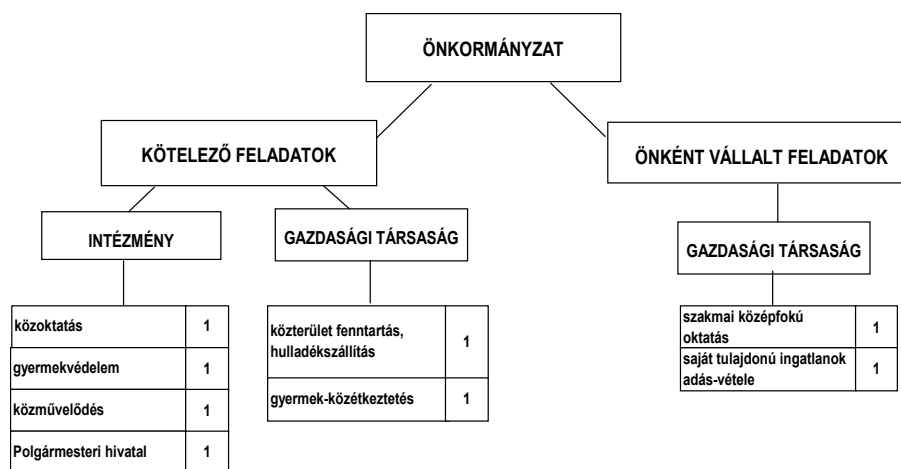 ÖNKORMÁNYZAT
KÖTELEZŐ FELADATOK
ÖNKÉNT VÁLLALT FELADATOK
INTÉZMÉNY
GAZDASÁGI TÁRSASÁG
GAZDASÁGI TÁRSASÁG
közoktatás 1
gyermekvédelem 1
közművelődés 1
Polgármesteri hivatal 1
közterület fenntartás,
hulladékszállítás 1
gyermek-közétkeztetés 1
szakmai középfokú
oktatás 1
saját tulajdonú ingatlanok
adás-vétele 1